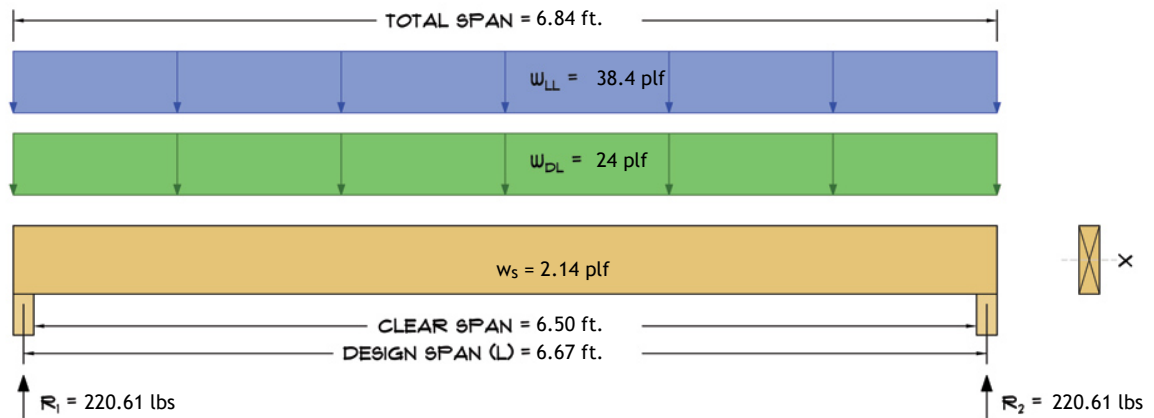 TOTAL SPAN = 6.84 ft.
WLL = 38.4 plf
WDL = 24 plf
ws = 2.14 plf
X
CLEAR SPAN = 6.50 ft.
DESIGN SPAN (L) = 6.67 ft.
R1 = 220.61 lbs
R2 = 220.61 lbs